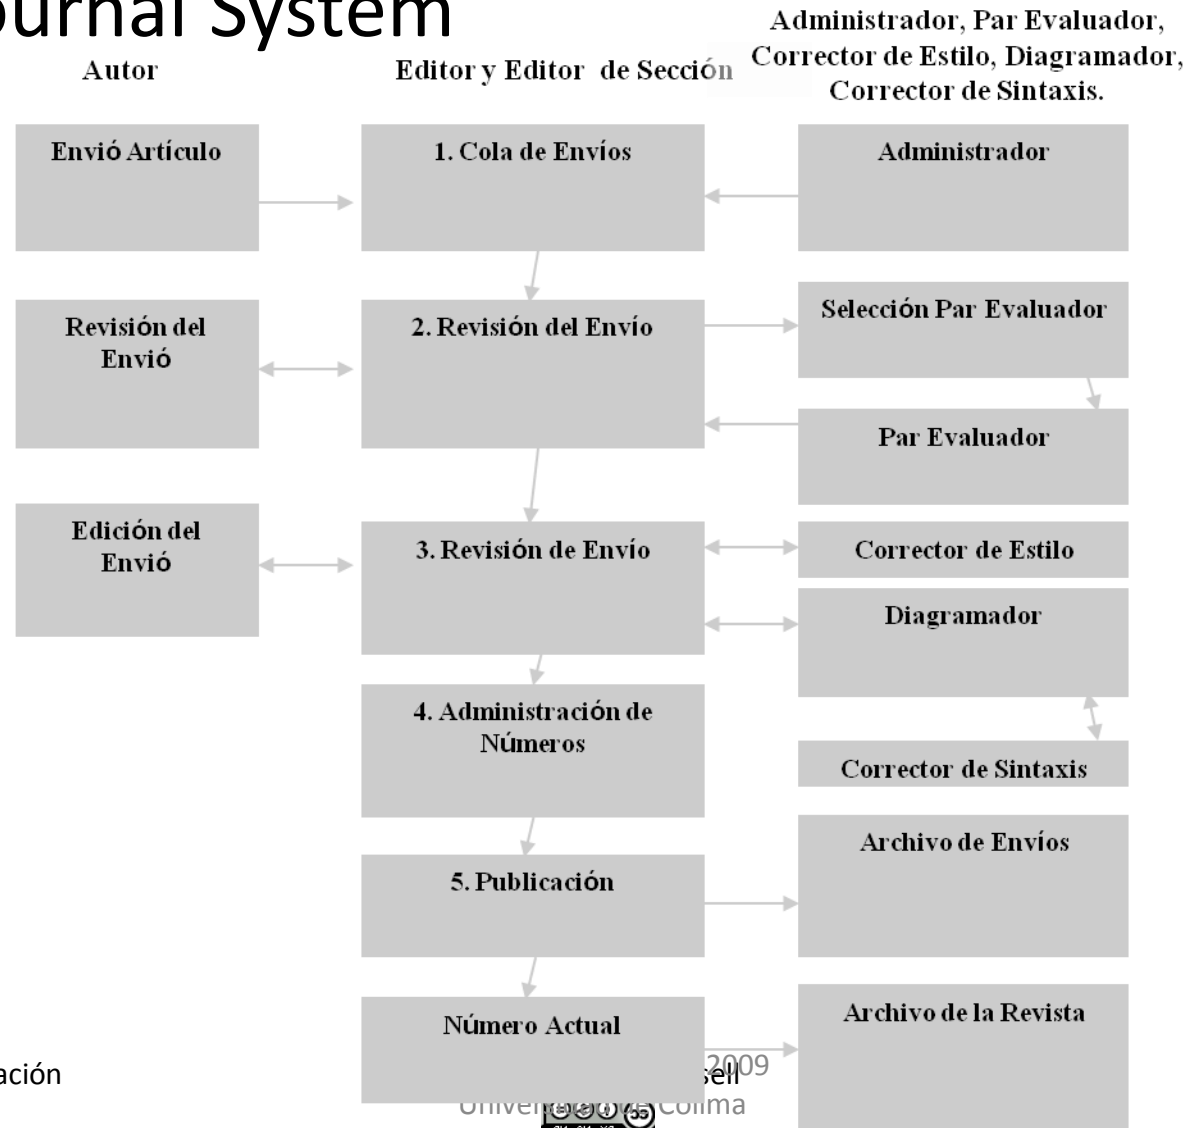 Journal System
Administrador, Par Evaluador,
Corrector de Estilo, Diagramador,
Corrector de Sintaxis.
Autor
Editor y Editor de Sección
Envió Artículo
1. Cola de Envíos
Administrador
Revisión del
Envió
2. Revisión del Envío
Selección Par Evaluador
Par Evaluador
Edición del
Envió
3. Revisión de Envío
Corrector de Estilo
Diagramador
4. Administración de
Números
Corrector de Sintaxis
5. Publicación
Archivo de Envíos
Número Actual
Archivo de la Revista
ación
sell
2009
Colima